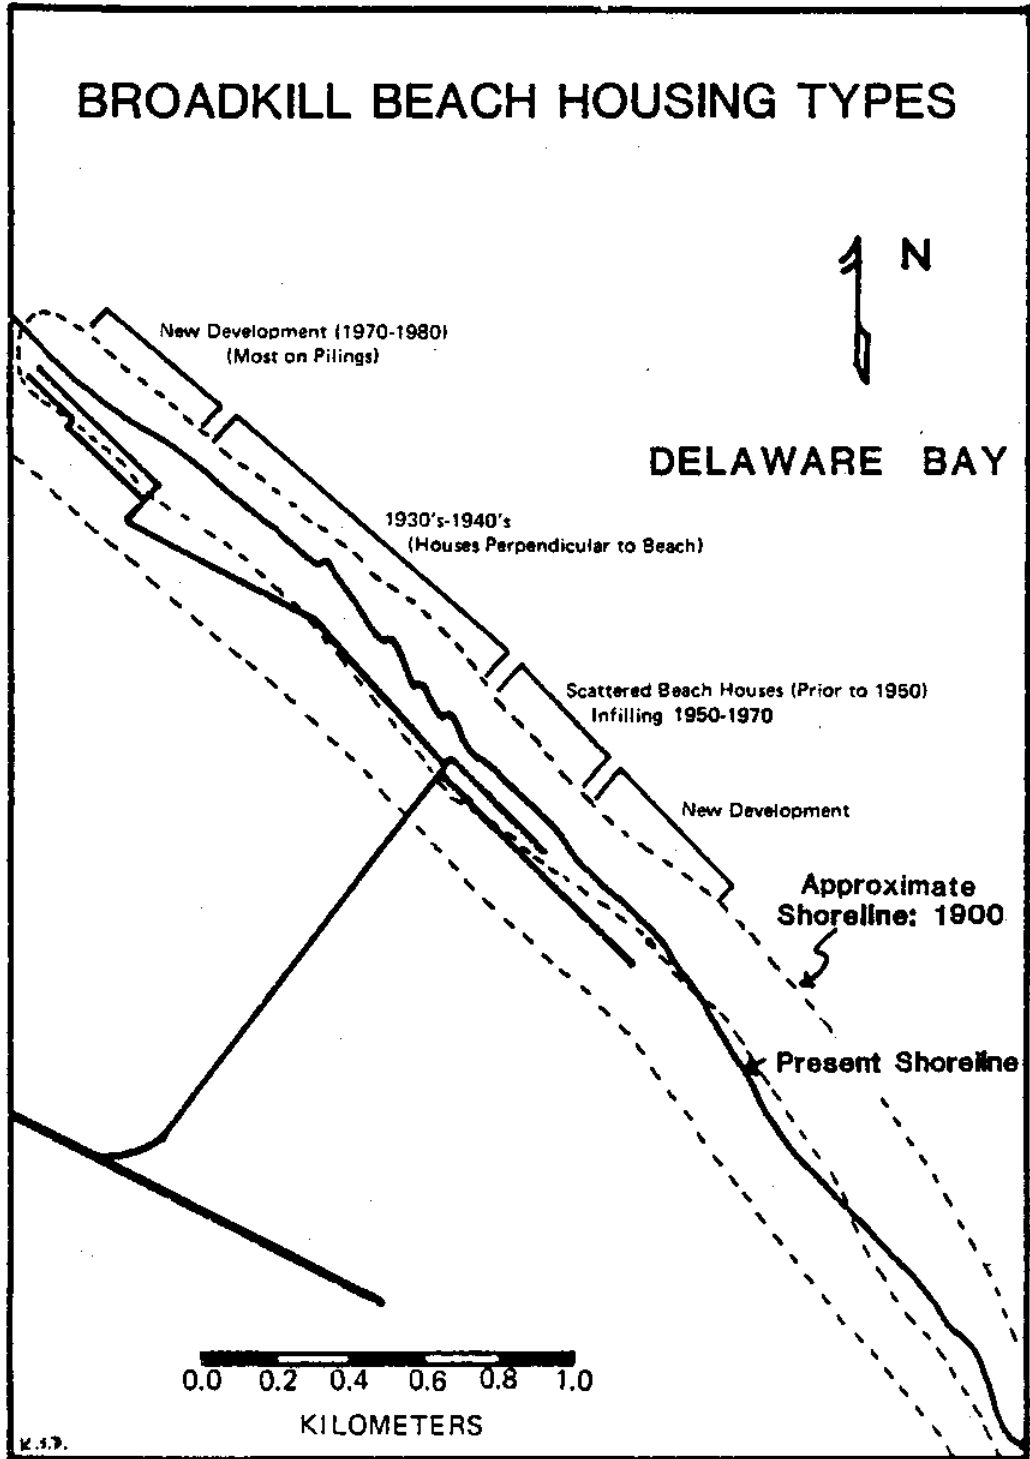 BROADKILL BEACH HOUSING TYPES
N
New Development (1970-1980)
(Most on Pilings)
DELAWARE BAY
1930's-1940's
(Houses Perpendicular to Beach)
Scattered Beach Houses (Prior to 1950)
Infilling 1950-1970
New Development
Approximate
Shoreline: 1900
Present Shoreline
0.0 0.2 0.4 0.6 0.8 1.0
KILOMETERS